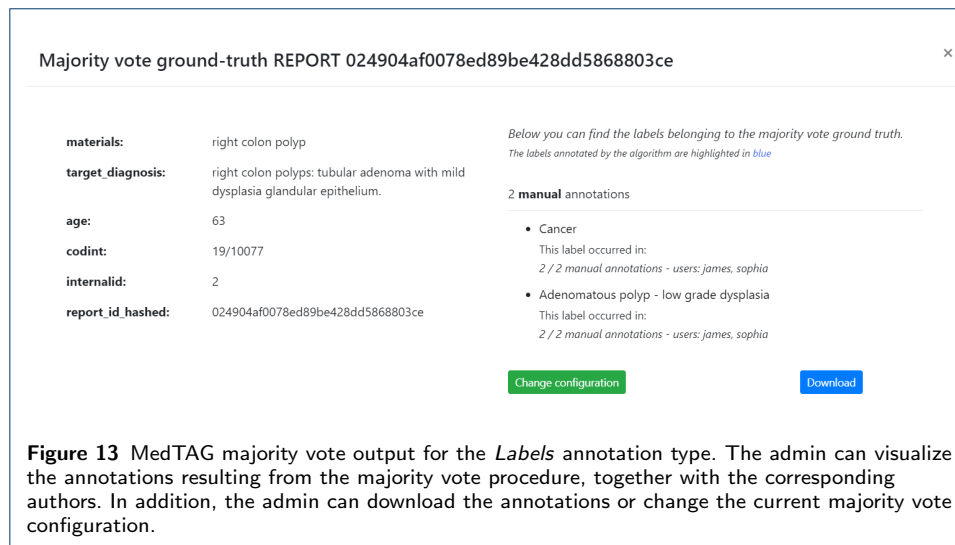 Majority vote ground-truth REPORT 024904af0078ed89be428dd5868803ce
×
materials: right colon polyp
target_diagnosis: right colon polyps: tubular adenoma with mild
dysplasia glandular epithelium.
age: 63
codint: 19/10077
internalid: 2
report_id_hashed: 024904af0078ed89be428dd5868803ce
Below you can find the labels belonging to the majority vote ground truth.
The labels annotated by the algorithm are highlighted in blue
2 manual annotations
• Cancer
This label occurred in:
2 / 2 manual annotations - users: james, sophia
• Adenomatous polyp - low grade dysplasia
This label occurred in:
2 / 2 manual annotations - users: james, sophia
Change configuration
Download
Figure 13 MedTAG majority vote output for the Labels annotation type. The admin can visualize
the annotations resulting from the majority vote procedure, together with the corresponding
authors. In addition, the admin can download the annotations or change the current majority vote
configuration.